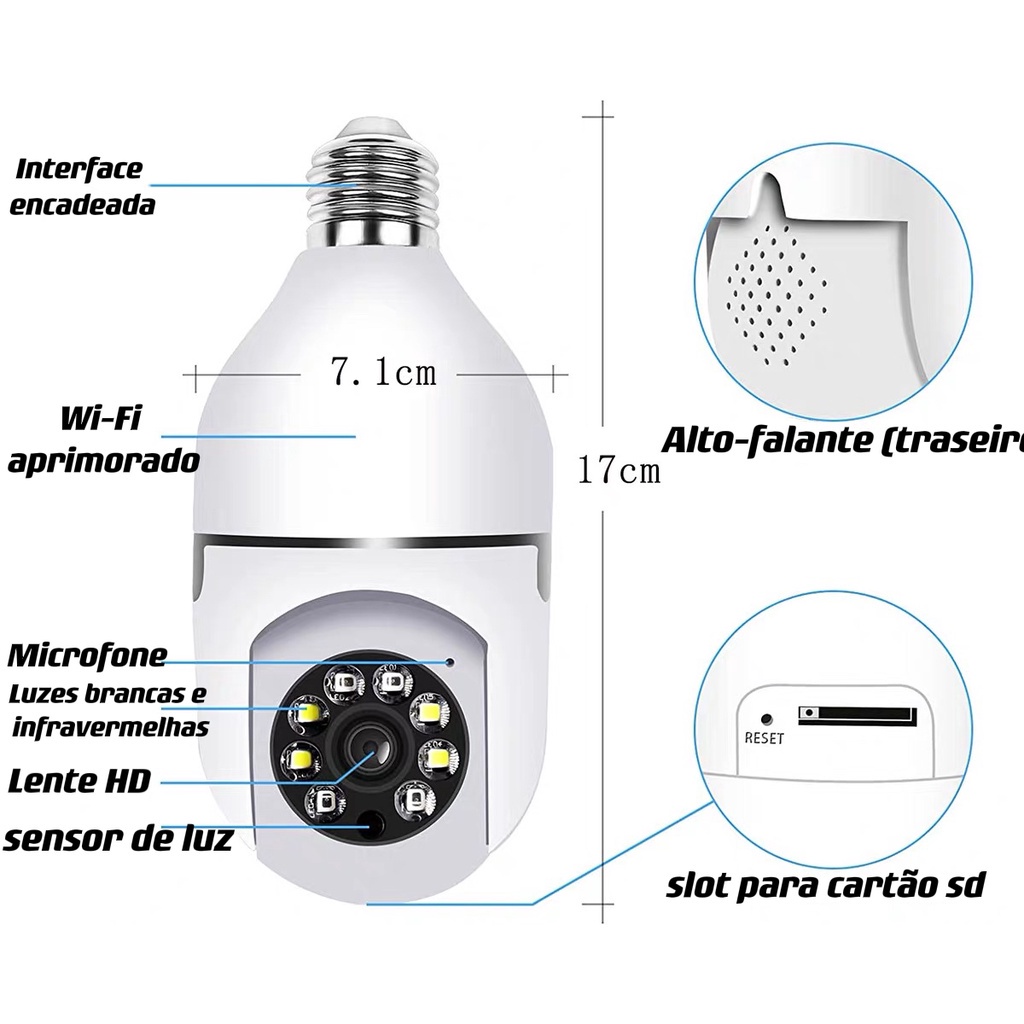 Interface
encadeada
7.1cm
Wi-Fi
aprimorado
17cm
Alto-falante (traseir
Microfone
Luzes brancas e
infravermelhas
Lente HD
sensor de luz
RESET
slot para cartão sd